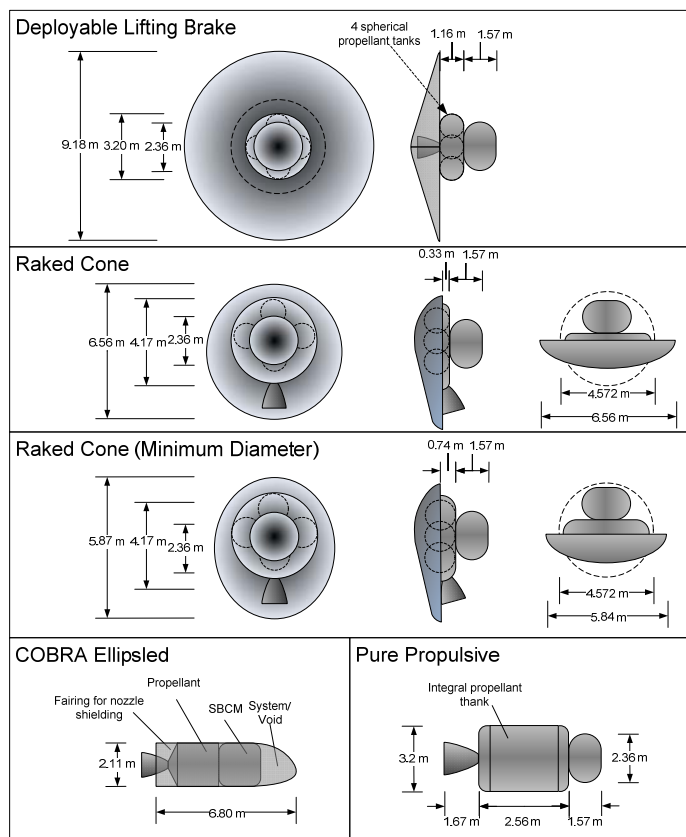 Deployable Lifting Brake
4 spherical
propellant tanks
1.16 m
1.57 m
9.18 m
3.20 m
2.36 m
Raked Cone
0.33 m
1.57 m
6.56 m
4.17 m
2.36 m
4.572 m
6.56 m
Raked Cone (Minimum Diameter)
0.74 m
1.57 m
5.87 m
4.17 m
2.36 m
4.572 m
5.84 m
COBRA Ellipsled
Propellant
Fairing for nozzle
shielding
SBCM
System/
Void
2.11 m
6.80 m
Pure Propulsive
Integral propellant
thank
3.2 m
2.36 m
1.67 m
2.56 m
1.57 m